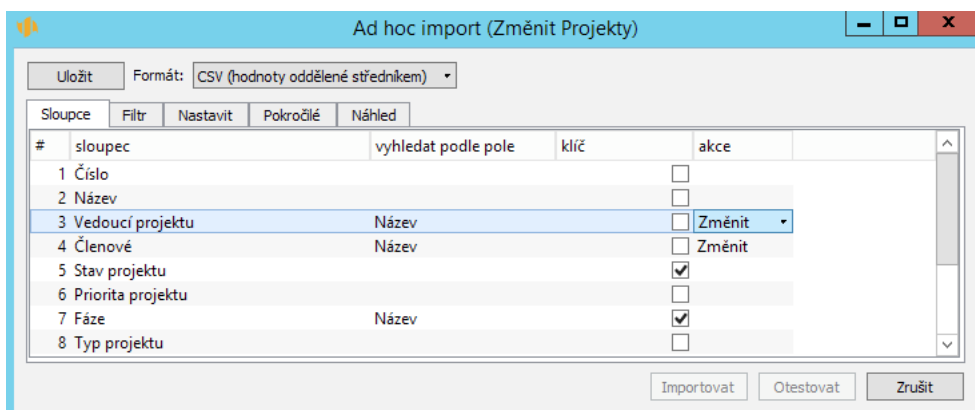 Ad hoc import (Změnit Projekty)
Uložit Formát: CSV (hodnoty oddělené středníkem)
Sloupce Filtr Nastavit Pokročilé Náhled
# sloupec vyhledat podle pole klíč akce
1 Číslo
2 Název
3 Vedoucí projektu Název Změnit
4 Členové Název Změnit
5 Stav projektu
6 Priorita projektu
7 Fáze Název
8 Typ projektu
Importovat Otestovat Zrušit